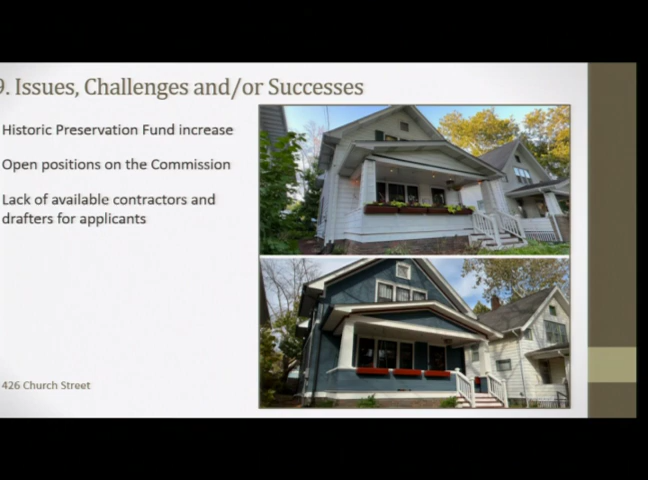 9. Issues, Challenges and/or Successes
Historic Preservation Fund increase
Open positions on the Commission
Lack of available contractors and
drafters for applicants
426 Church Street